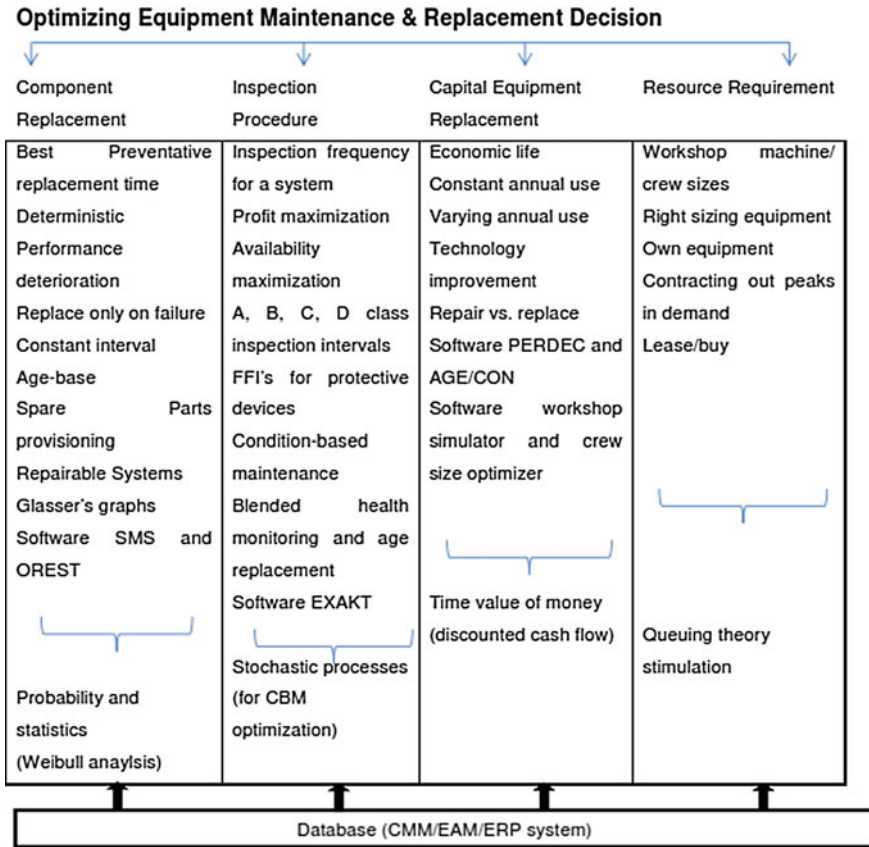 Optimizing Equipment Maintenance & Replacement Decision
Component
Replacement
Inspection
Procedure
Capital Equipment
Replacement
Resource Requirement
Best Preventative
replacement time
Deterministic
Performance
deterioration
Replace only on failure
Constant interval
Age-base
Spare Parts
provisioning
Repairable Systems
Glasser's graphs
Software SMS and
OREST
Probability and
statistics
(Weibull anaylsis)
Inspection frequency
for a system
Profit maximization
Availability
maximization
A, B, C, D class
inspection intervals
FFI's for protective
devices
Condition-based
maintenance
Blended health
monitoring and age
replacement
Software EXAKT
Stochastic processes
(for CBM
optimization)
Economic life
Constant annual use
Varying annual use
Technology
improvement
Repair vs. replace
Software PERDEC and
AGE/CON
Software workshop
simulator and crew
size optimizer
Time value of money
(discounted cash flow)
Workshop machine/
crew sizes
Right sizing equipment
Own equipment
Contracting out peaks
in demand
Lease/buy
Queuing theory
stimulation
Database (CMM/EAM/ERP system)